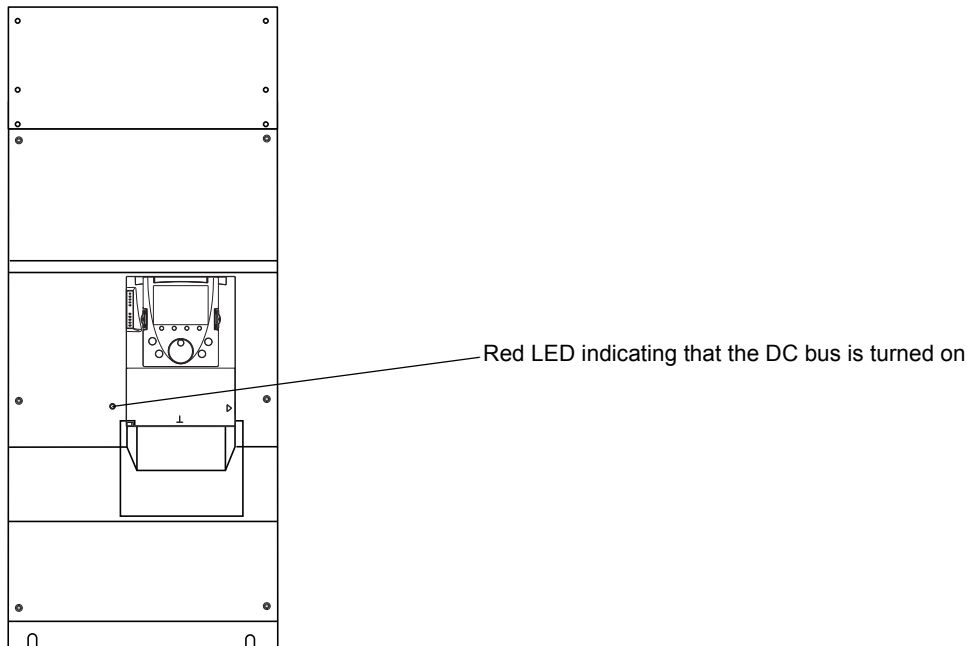 Red LED indicating that the DC bus is turned on